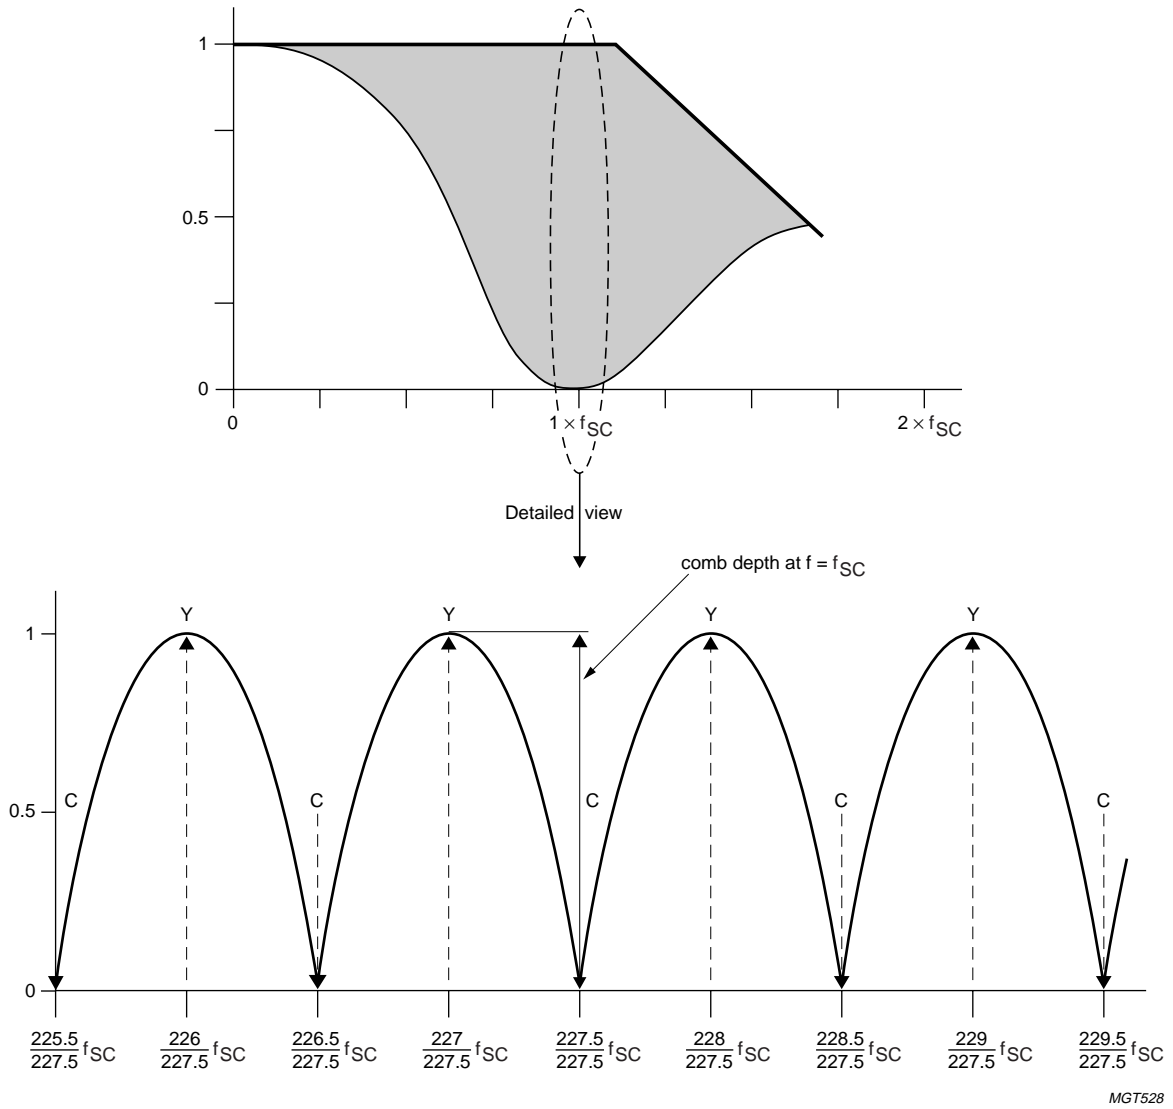 1
0.5
0
0
1 × fSC
2 × fSC
Detailed view
comb depth at f = fSC
Y
Y
Y
Y
1
C
C
C
C
C
0.5
0
225.5/227.5 fSC
226/227.5 fSC
226.5/227.5 fSC
227/227.5 fSC
227.5/227.5 fSC
228/227.5 fSC
228.5/227.5 fSC
229/227.5 fSC
229.5/227.5 fSC
MGT528